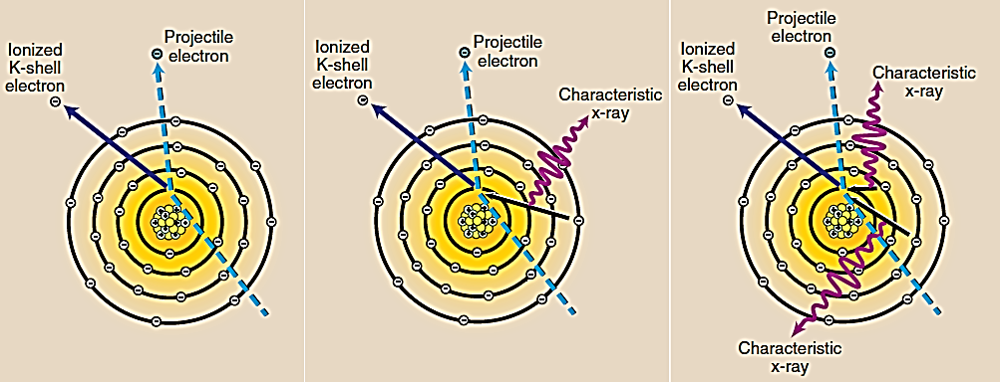 Ionized
K-shell
electron
Projectile
electron
Ionized
K-shell
electron
Projectile
electron
Characteristic
x-ray
Ionized
K-shell
electron
Projectile
electron
Characteristic
x-ray
Characteristic
x-ray